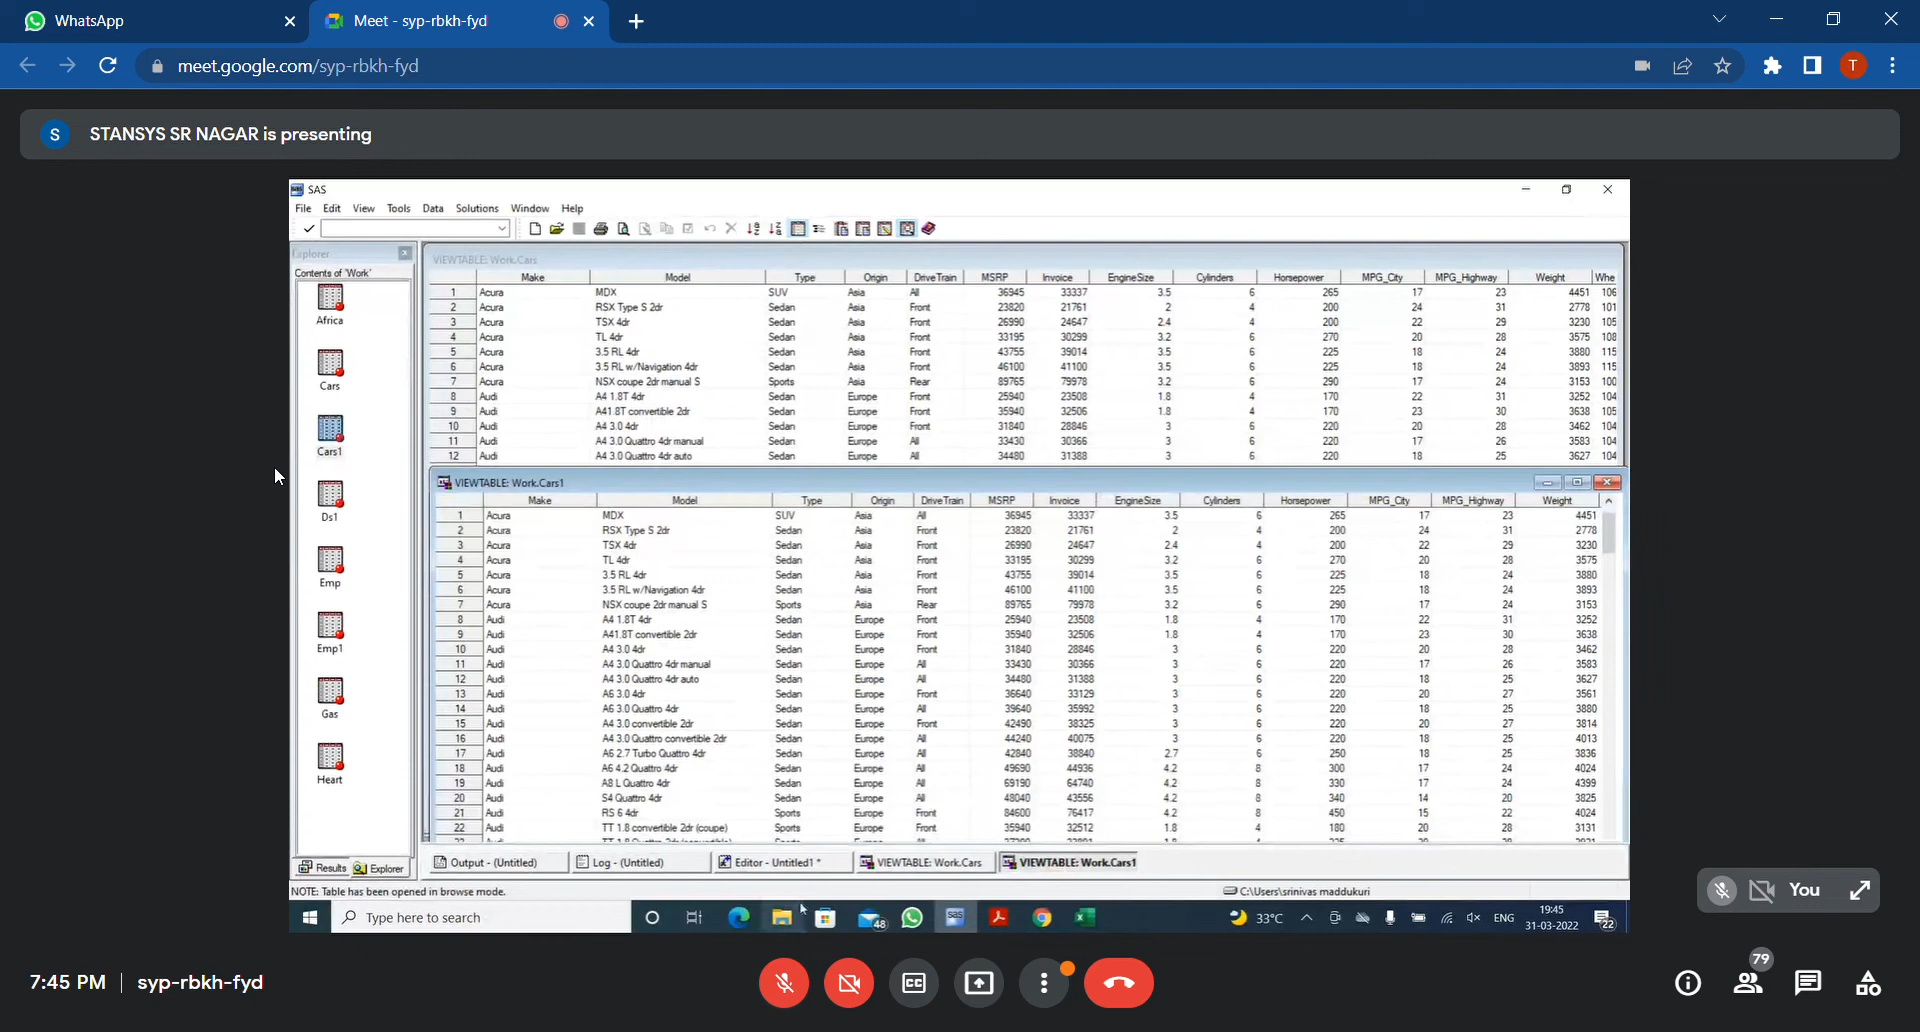 WhatsApp
Meet - syp-rbkh-fyd
meet.google.com/syp-rbkh-fyd
T
S STANSYS SR NAGAR is presenting
SAS
File Edit View Tools Data Solutions Window Help
Explorer
Contents of 'Work'
Africa
Cars
Cars1
Ds1
Emp
Emp1
Gas
Heart
VIEWTABLE: Work.Cars
Make Model Type Origin DriveTrain MSRP Invoice EngineSize Cylinders Horsepower MPG_City MPG_Highway Weight Whe
1 Acura MDX SUV Asia All 36945 33337 3.5 6 265 17 23 4451 106
2 Acura RSX Type S 2dr Sedan Asia Front 23820 21761 2 4 200 24 31 2778 101
3 Acura TSX 4dr Sedan Asia Front 26990 24647 2.4 4 200 22 29 3230 105
4 Acura TL 4dr Sedan Asia Front 33195 30299 3.2 6 270 20 28 3575 108
5 Acura 3.5 RL 4dr Sedan Asia Front 43755 39014 3.5 6 225 18 24 3880 115
6 Acura 3.5 RL w/Navigation 4dr Sedan Asia Front 46100 41100 3.5 6 225 18 24 3893 115
7 Acura NSX coupe 2dr manual S Sports Asia Rear 89765 79978 3.2 6 290 17 24 3153 100
8 Audi A4 1.8T 4dr Sedan Europe Front 25940 23508 1.8 4 170 22 31 3252 104
9 Audi A41.8T convertible 2dr Sedan Europe Front 35940 32506 1.8 4 170 23 30 3638 105
10 Audi A4 3.0 4dr Sedan Europe Front 31840 28846 3 6 220 20 28 3462 104
11 Audi A4 3.0 Quattro 4dr manual Sedan Europe All 33430 30366 3 6 220 17 26 3583 104
12 Audi A4 3.0 Quattro 4dr auto Sedan Europe All 34480 31388 3 6 220 18 25 3627 104
VIEWTABLE: Work.Cars1
Make Model Type Origin DriveTrain MSRP Invoice EngineSize Cylinders Horsepower MPG_City MPG_Highway Weight
1 Acura MDX SUV Asia All 36945 33337 3.5 6 265 17 23 4451
2 Acura RSX Type S 2dr Sedan Asia Front 23820 21761 2 4 200 24 31 2778
3 Acura TSX 4dr Sedan Asia Front 26990 24647 2.4 4 200 22 29 3230
4 Acura TL 4dr Sedan Asia Front 33195 30299 3.2 6 270 20 28 3575
5 Acura 3.5 RL 4dr Sedan Asia Front 43755 39014 3.5 6 225 18 24 3880
6 Acura 3.5 RL w/Navigation 4dr Sedan Asia Front 46100 41100 3.5 6 225 18 24 3893
7 Acura NSX coupe 2dr manual S Sports Asia Rear 89765 79978 3.2 6 290 17 24 3153
8 Audi A4 1.8T 4dr Sedan Europe Front 25940 23508 1.8 4 170 22 31 3252
9 Audi A41.8T convertible 2dr Sedan Europe Front 35940 32506 1.8 4 170 23 30 3638
10 Audi A4 3.0 4dr Sedan Europe Front 31840 28846 3 6 220 20 28 3462
11 Audi A4 3.0 Quattro 4dr manual Sedan Europe All 33430 30366 3 6 220 17 26 3583
12 Audi A4 3.0 Quattro 4dr auto Sedan Europe All 34480 31388 3 6 220 18 25 3627
13 Audi A6 3.0 4dr Sedan Europe Front 36640 33129 3 6 220 20 27 3561
14 Audi A6 3.0 Quattro 4dr Sedan Europe All 39640 35992 3 6 220 18 25 3880
15 Audi A4 3.0 convertible 2dr Sedan Europe Front 42490 38325 3 6 220 20 27 3814
16 Audi A4 3.0 Quattro convertible 2dr Sedan Europe All 44240 40075 3 6 220 18 25 4013
17 Audi A6 2.7 Turbo Quattro 4dr Sedan Europe All 42840 38840 2.7 6 250 18 25 3836
18 Audi A6 4.2 Quattro 4dr Sedan Europe All 49690 44936 4.2 8 300 17 24 4024
19 Audi A8 L Quattro 4dr Sedan Europe All 69190 64740 4.2 8 330 17 24 4399
20 Audi S4 Quattro 4dr Sedan Europe All 48040 43556 4.2 8 340 14 20 3825
21 Audi RS 6 4dr Sports Europe Front 84600 76417 4.2 8 450 15 22 4024
22 Audi TT 1.8 convertible 2dr (coupe) Sports Europe Front 35940 32512 1.8 4 180 20 28 3131
Results Explorer
Output - (Untitled) Log - (Untitled) Editor - Untitled1 * VIEWTABLE: Work.Cars VIEWTABLE: Work.Cars1
NOTE: Table has been opened in browse mode. C:\Users\srinivas maddukuri
Type here to search
48
sas
33°C
ENG
19:45
31-03-2022
22
You
7:45 PM syp-rbkh-fyd
CC
79